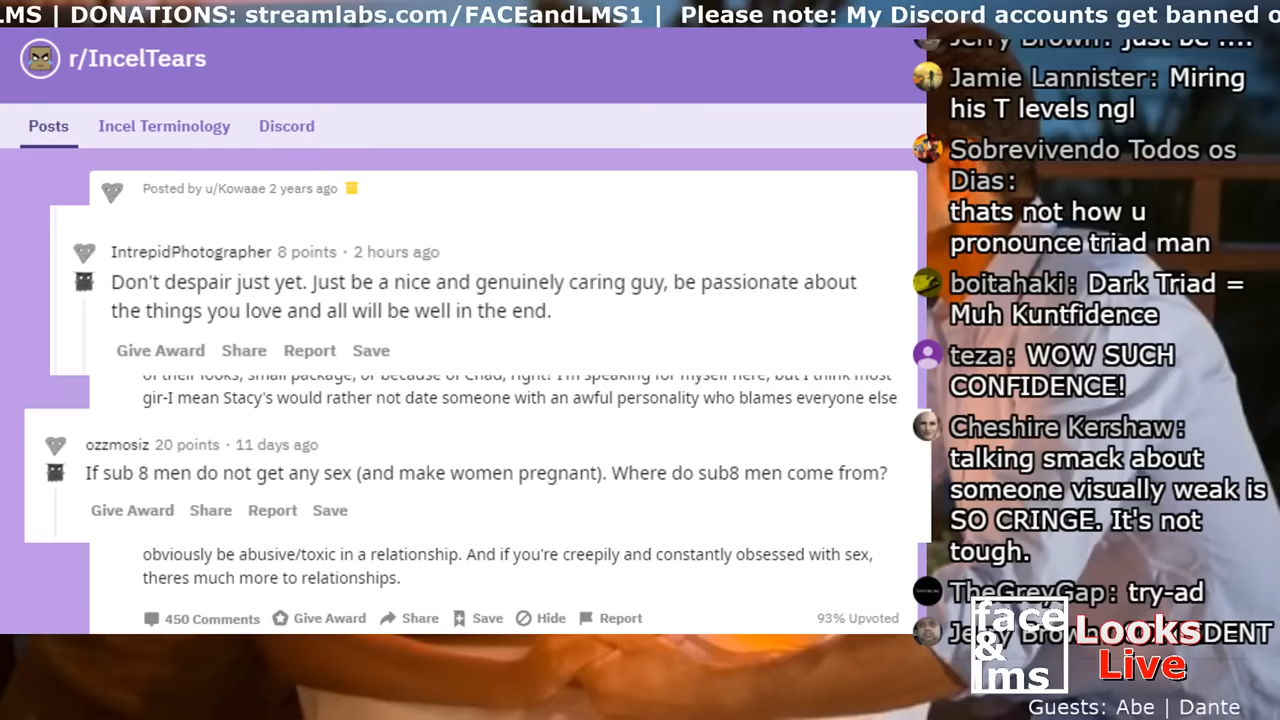 LMS | DONATIONS: streamlabs.com/FACEandLMS1 | Please note: My Discord accounts get banned
r/IncelTears
Posts Incel Terminology Discord
Posted by u/Kowaae 2 years ago
IntrepidPhotographer 8 points · 2 hours ago
Don't despair just yet. Just be a nice and genuinely caring guy, be passionate about
the things you love and all will be well in the end.
Give Award Share Report Save
of their looks, small package, or because of Chad, right? I'm speaking for myself here, but I think most
girl-I mean Stacy's would rather not date someone with an awful personality who blames everyone else
ozzmosiz 20 points · 11 days ago
If sub 8 men do not get any sex (and make women pregnant). Where do sub8 men come from?
Give Award Share Report Save
obviously be abusive/toxic in a relationship. And if you're creepily and constantly obsessed with sex,
theres much more to relationships.
450 Comments Give Award Share Save Hide Report 93% Upvoted
Jerry Brown: Just be ....
Jamie Lannister: Miring
his T levels ngl
Sobrevivendo Todos os
Dias:
thats not how u
pronounce triad man
boitahaki: Dark Triad =
Muh Kuntfidence
teza: WOW SUCH
CONFIDENCE!
Cheshire Kershaw:
talking smack about
someone visually weak is
SO CRINGE. It's not
tough.
TheGreyGap: try-ad
Jerry Brown
face
&
lms
Looks
Live
Guests: Abe | Dante